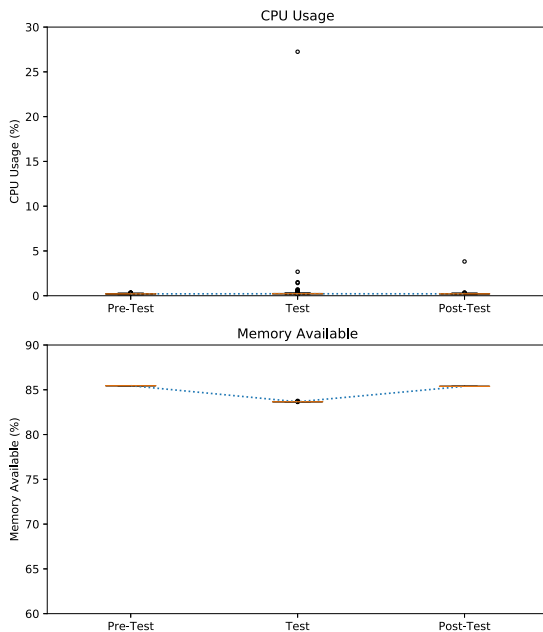 CPU Usage
30
25
20
15
10
5
0
CPU Usage (%)
Pre-Test Test Post-Test
Memory Available
90
85
80
75
70
65
60
Memory Available (%)
Pre-Test Test Post-Test